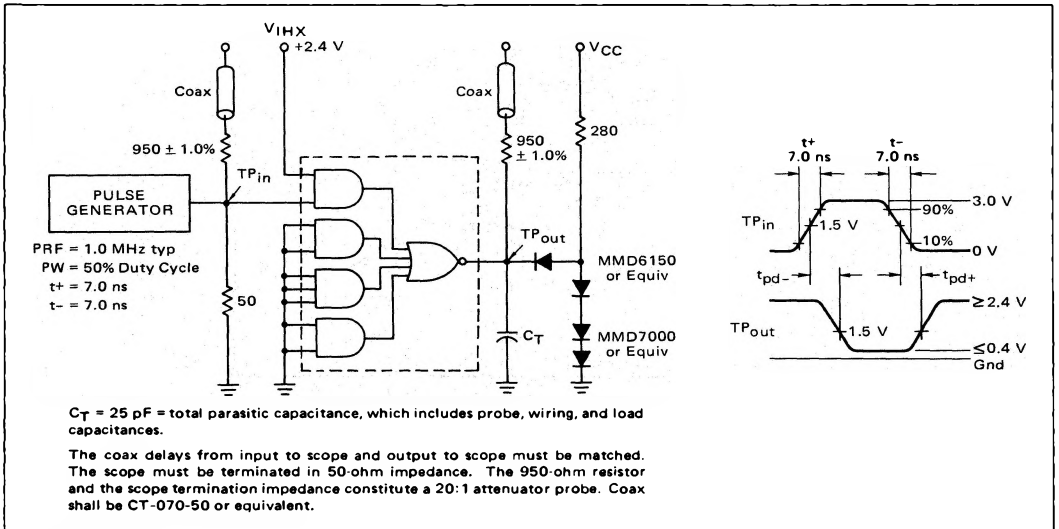 VIHX
+2.4 V
VCC
Coax
Coax
280
950 ± 1.0%
950
± 1.0%
TPin
PULSE
GENERATOR
PRF = 1.0 MHz typ
PW = 50% Duty Cycle
t+ = 7.0 ns
t− = 7.0 ns
50
TPout
MMD6150
or Equiv
CT
MMD7000
or Equiv
t+
7.0 ns
t−
7.0 ns
TPin
3.0 V
90%
1.5 V
10%
0 V
tpd−
tpd+
TPout
≥2.4 V
1.5 V
≤0.4 V
Gnd
CT = 25 pF = total parasitic capacitance, which includes probe, wiring, and load
capacitances.
The coax delays from input to scope and output to scope must be matched.
The scope must be terminated in 50-ohm impedance. The 950-ohm resistor
and the scope termination impedance constitute a 20:1 attenuator probe. Coax
shall be CT-070-50 or equivalent.